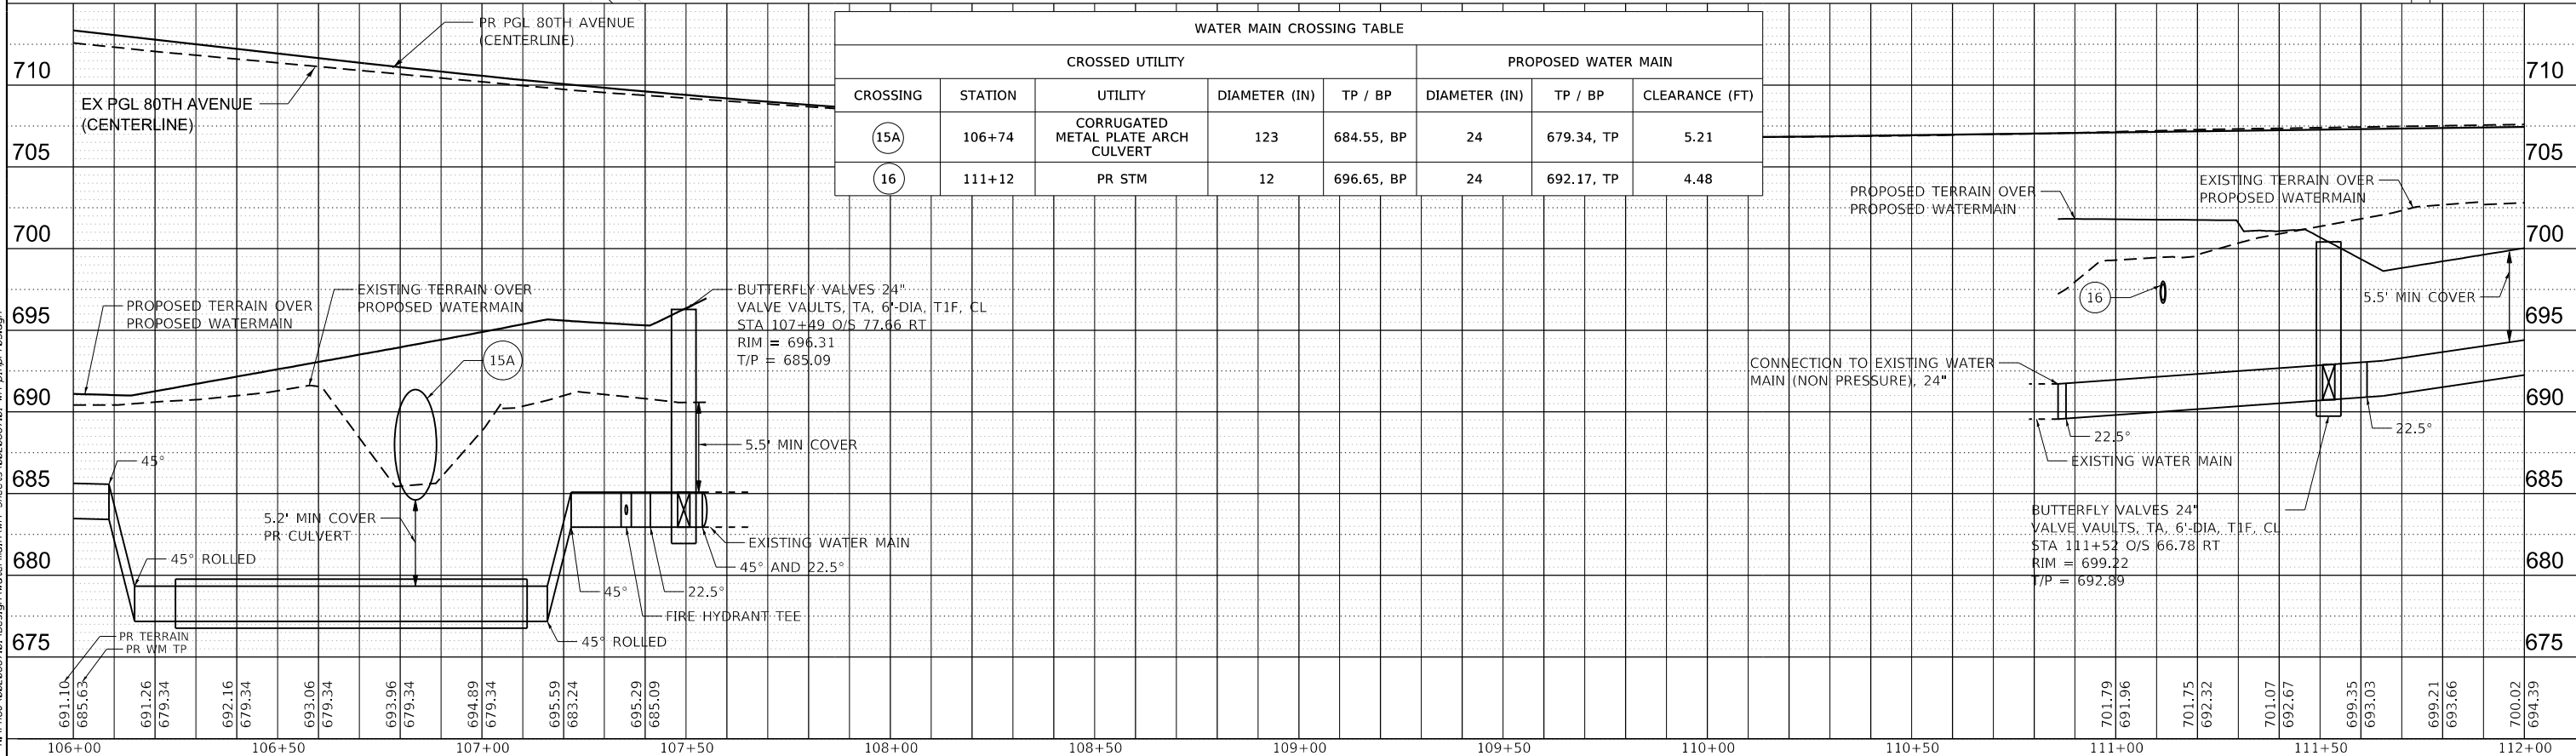 PR PGL 80TH AVENUE
(CENTERLINE)
EX PGL 80TH AVENUE
(CENTERLINE)
WATER MAIN CROSSING TABLE
CROSSED UTILITY PROPOSED WATER MAIN
CROSSING STATION UTILITY DIAMETER (IN) TP / BP DIAMETER (IN) TP / BP CLEARANCE (FT)
15A 106+74 CORRUGATED METAL PLATE ARCH CULVERT 123 684.55, BP 24 679.34, TP 5.21
16 111+12 PR STM 12 696.65, BP 24 692.17, TP 4.48
710
705
700
695
690
685
680
675
710
705
700
695
690
685
680
675
PROPOSED TERRAIN OVER
PROPOSED WATERMAIN
EXISTING TERRAIN OVER
PROPOSED WATERMAIN
15A
BUTTERFLY VALVES 24"
VALVE VAULTS, TA, 6'-DIA, T1F, CL
STA 107+49 O/S 77.66 RT
RIM = 696.31
T/P = 685.09
5.5' MIN COVER
45°
5.2' MIN COVER
PR CULVERT
45° ROLLED
EXISTING WATER MAIN
45° AND 22.5°
45°
22.5°
FIRE HYDRANT TEE
45° ROLLED
PR TERRAIN
PR WM TP
PROPOSED TERRAIN OVER
PROPOSED WATERMAIN
EXISTING TERRAIN OVER
PROPOSED WATERMAIN
16
5.5' MIN COVER
CONNECTION TO EXISTING WATER
MAIN (NON PRESSURE), 24"
22.5°
22.5°
EXISTING WATER MAIN
BUTTERFLY VALVES 24"
VALVE VAULTS, TA, 6'-DIA, T1F, CL
STA 111+52 O/S 66.78 RT
RIM = 699.22
T/P = 692.89
691.10
685.63
691.26
679.34
692.16
679.34
693.06
679.34
693.96
679.34
694.89
679.34
695.59
683.24
695.29
685.09
701.79
691.96
701.75
692.32
701.07
692.67
699.35
693.03
699.21
693.66
700.02
694.39
106+00 106+50 107+00 107+50 108+00 108+50 109+00 109+50 110+00 110+50 111+00 111+50 112+00